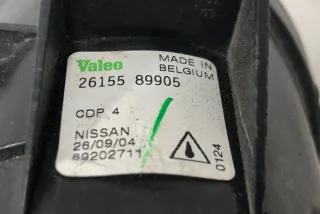 Valeo
MADE IN
BELGIUM
26155 89905
CDP 4
NISSAN
26/09/04
89202711
0124